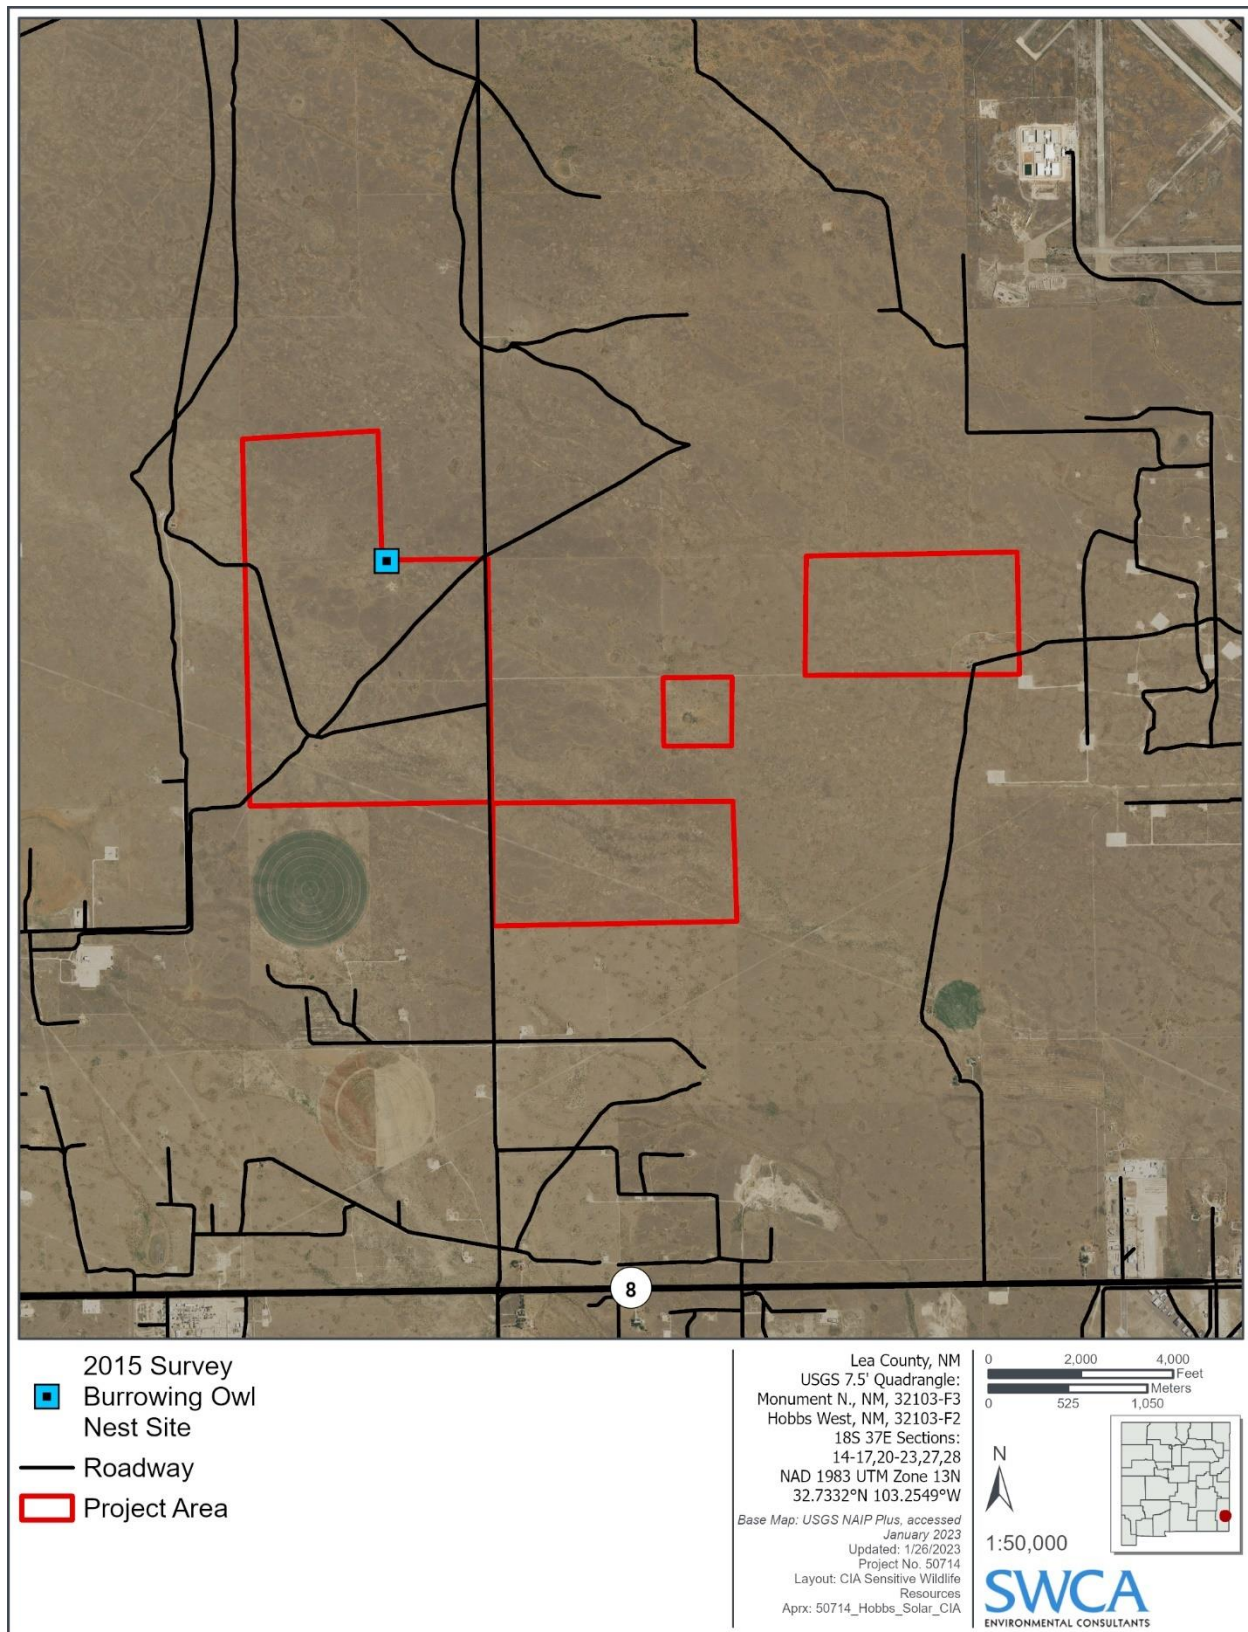 8
2015 Survey
Burrowing Owl
Nest Site
Roadway
Project Area
Lea County, NM
USGS 7.5' Quadrangle:
Monument N., NM, 32103-F3
Hobbs West, NM, 32103-F2
18S 37E Sections:
14-17,20-23,27,28
NAD 1983 UTM Zone 13N
32.7332°N 103.2549°W
Base Map: USGS NAIP Plus, accessed
January 2023
Updated: 1/26/2023
Project No. 50714
Layout: CIA Sensitive Wildlife
Resources
Aprx: 50714_Hobbs_Solar_CIA
0 2,000 4,000
Feet
Meters
0 525 1,050
N
1:50,000
SWCA
ENVIRONMENTAL CONSULTANTS